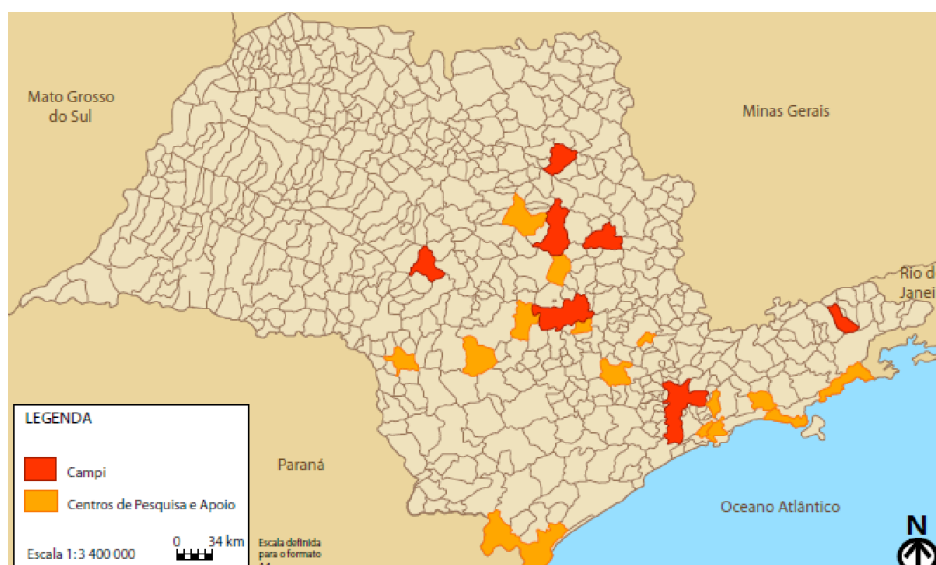 Mato Grosso
do Sul
Minas Gerais
Rio d
Janei
LEGENDA
Campi
Centros de Pesquisa e Apoio
Escala 1:3 400 000
0 34 km
Escala definida
para o formato
Paraná
Oceano Atlântico
N